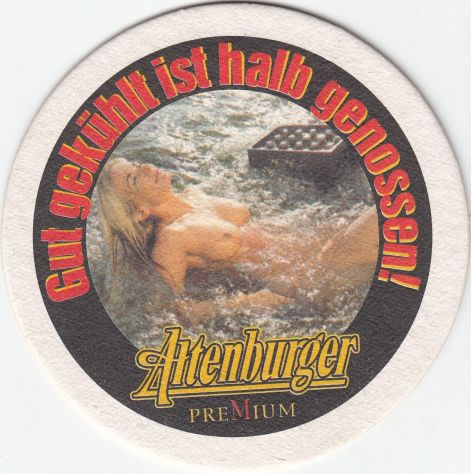 Gut gekühlt ist halb genossen!
Altenburger
PREMIUM